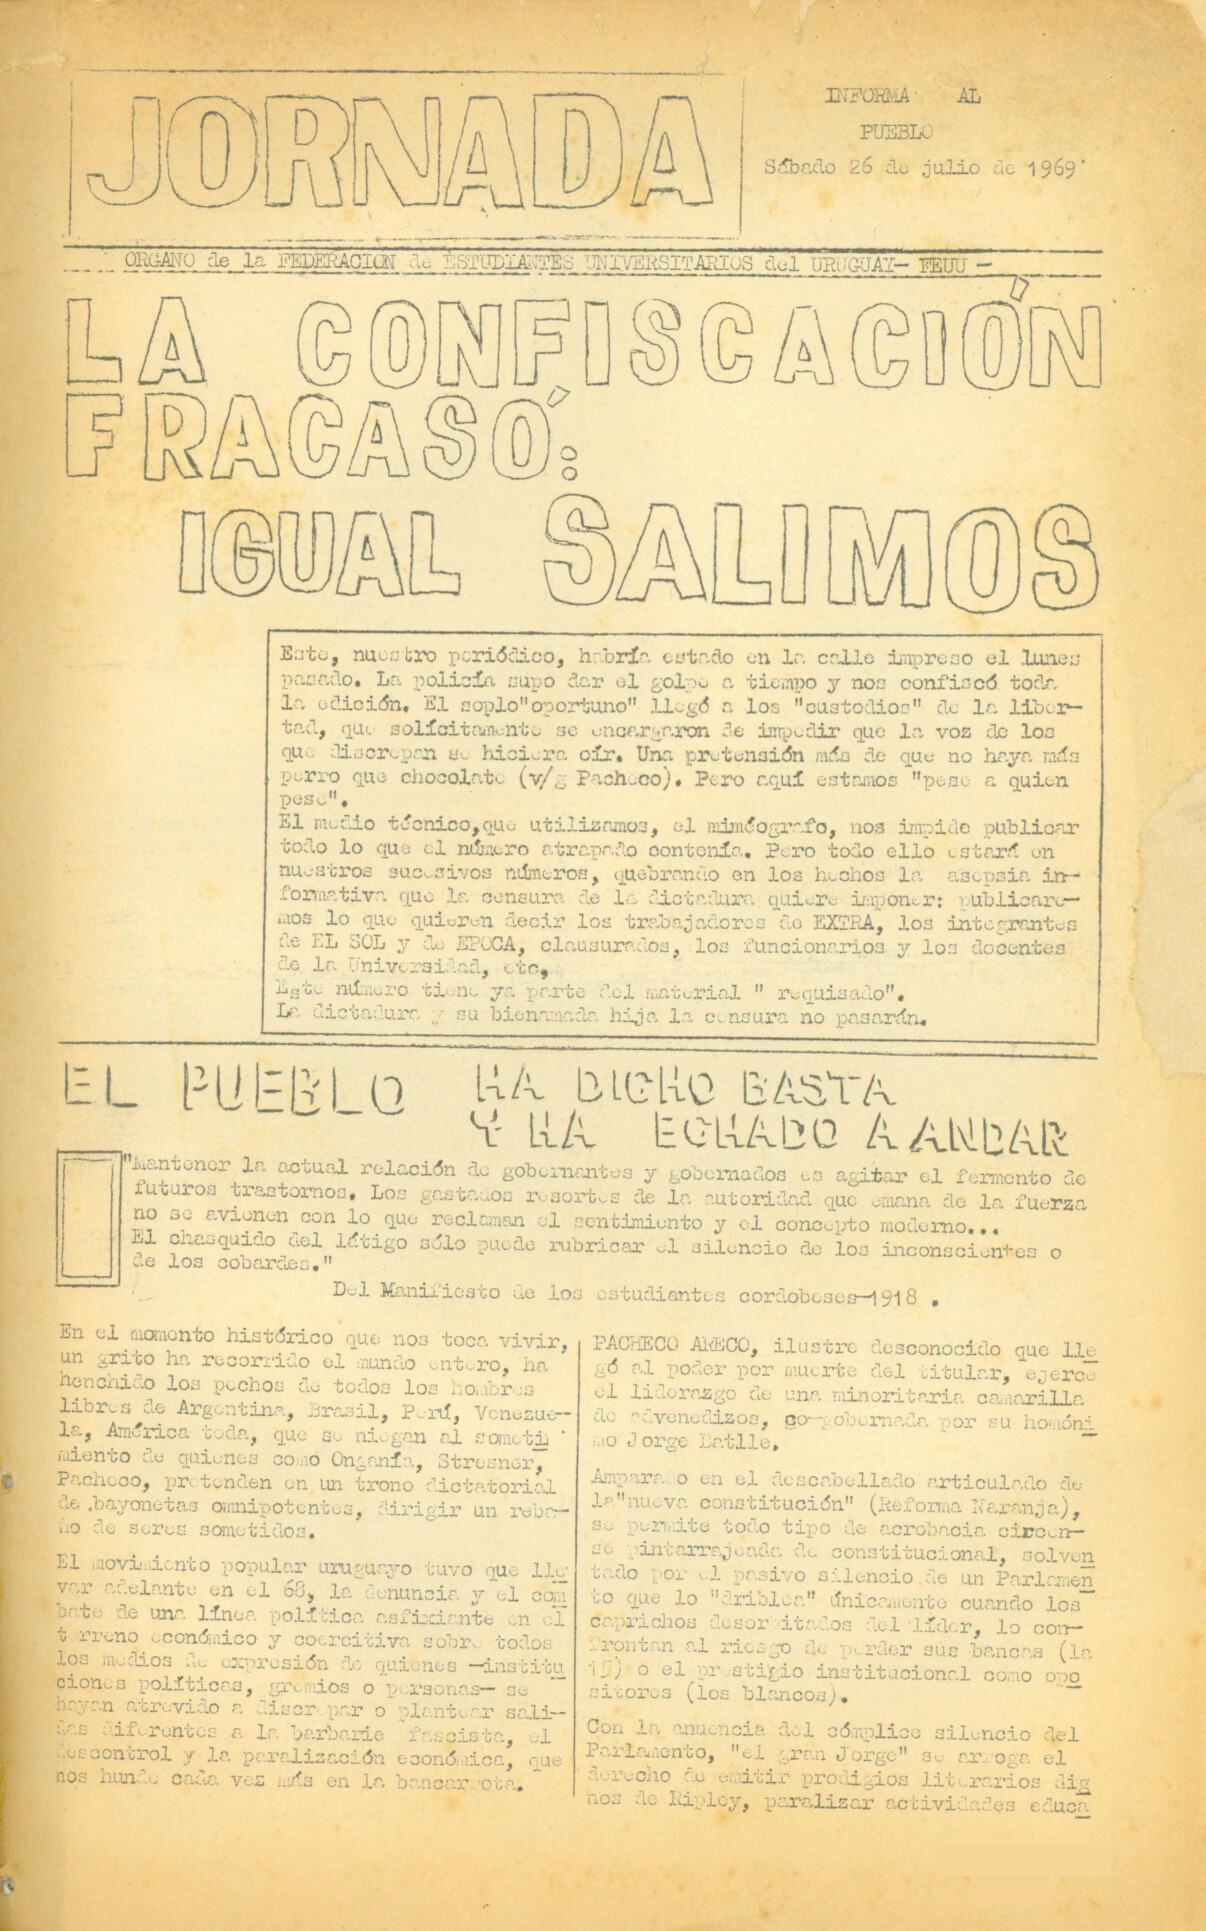 JORNADA
INFORMA AL
PUEBLO
Sábado 26 de julio de 1969
ORGANO de la FEDERACION de ESTUDIANTES UNIVERSITARIOS del URUGUAY- FEUU -
LA CONFISCACIÓN
FRACASÓ:
IGUAL SALIMOS
Este, nuestro periódico, habría estado en la calle impreso el lunes
pasado. La policía supo dar el golpe a tiempo y nos confiscó toda
la edición. El soplo"oportuno" llegó a los "custodios" de la liber-
tad, que solícitamente se encargaron de impedir que la voz de los
que discrepan se hiciera oír. Una pretensión más de que no haya más
perro que chocolate (v/g Pacheco). Pero aquí estamos "pese a quien
pese".
El medio técnico,que utilizamos, el miméografo, nos impide publicar
todo lo que el número atrapado contenía. Pero todo ello estará en
nuestros sucesivos números, quebrando en los hechos la asepsia in-
formativa que la censura de la dictadura quiere imponer: publicare-
mos lo que quieren decir los trabajadores de EXTRA, los integrantes
de EL SOL y de EPOCA, clausurados, los funcionarios y los docentes
de la Universidad, etc,
Este número tiene ya parte del material " requisado".
La dictadura y su bienamada hija la censura no pasarán.
EL PUEBLO HA DICHO BASTA
Y HA ECHADO A ANDAR
"Mantener la actual relación de gobernantes y gobernados es agitar el fermento de
futuros trastornos. Los gastados resortes de la autoridad que emana de la fuerza
no se avienen con lo que reclaman el sentimiento y el concepto moderno...
El chasquido del látigo sólo puede rubricar el silencio de los inconscientes o
de los cobardes."
Del Manifiesto de los estudiantes cordobeses-1918 .
En el momento histórico que nos toca vivir,
un grito ha recorrido el mundo entero, ha
henchido los pechos de todos los hombres
libres de Argentina, Brasil, Perú, Venezue-
la, América toda, que se niegan al someti
miento de quienes como Onganía, Stresner,
Pacheco, pretenden en un trono dictatorial
de bayonetas omnipotentes, dirigir un reba-
ño de seres sometidos.
El movimiento popular uruguayo tuvo que lle
var adelante en el 68, la denuncia y el com
bate de una línea política asfixiante en el
terreno económico y coercitiva sobre todos
los medios de expresión de quienes -institu
ciones políticas, gremios o personas- se
hayan atrevido a discrepar o plantear sali-
das diferentes a la barbarie fascista, el
descontrol y la paralización económica, que
nos hunde cada vez más en la bancarrota.
PACHECO ARECO, ilustre desconocido que lle
gó al poder por muerte del titular, ejerce
el liderazgo de una minoritaria camarilla
de advenedizos, co-gobernada por su homóni
mo Jorge Batlle.
Amparado en el descabellado articulado de
la"nueva constitución" (Reforma Naranja),
se permite todo tipo de acrobacia circen-
se pintarrajeada de constitucional, solven
tado por el pasivo silencio de un Parlamen
to que lo "driblea" únicamente cuando los
caprichos desorbitados del líder, lo con-
frontan al riesgo de perder sus bancas (la
15) o el prestigio institucional como opo
sitores (los blancos).
Con la anuencia del cómplice silencio del
Parlamento, "el gran Jorge" se arroga el
derecho de emitir prodigios literarios dig
nos de Ripley, paralizar actividades educa